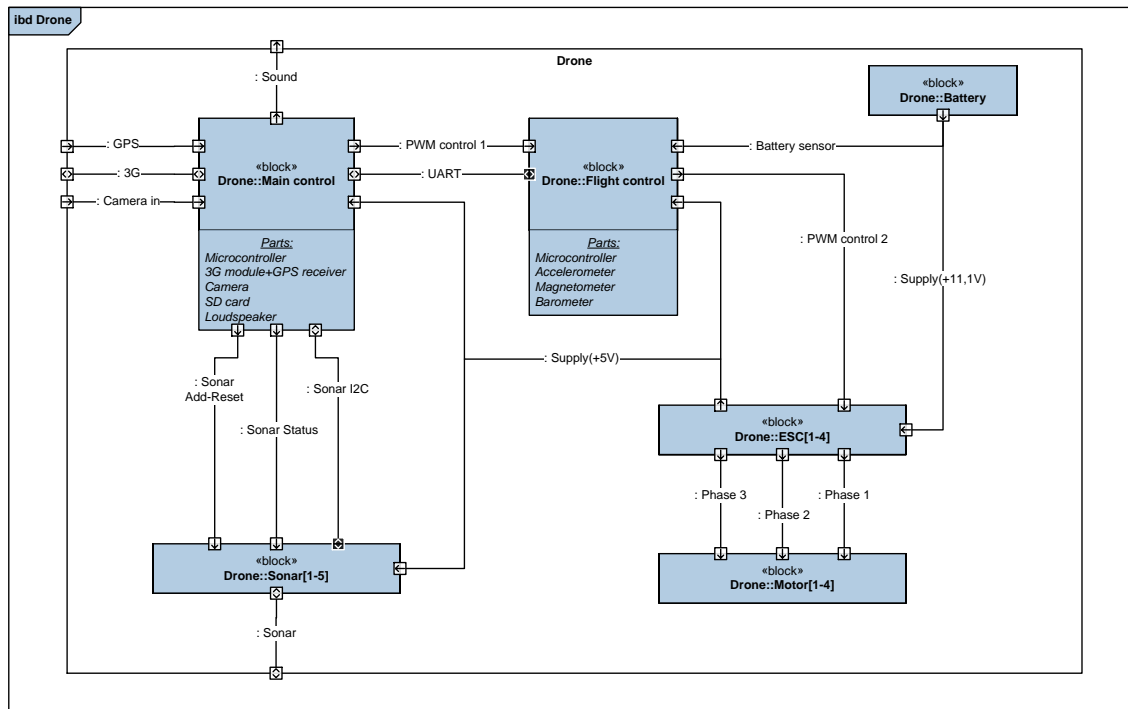 ibd Drone
Drone
: Sound
«block»
Drone::Battery
: GPS
: 3G
: Camera in
«block»
Drone::Main control
Parts:
Microcontroller
3G module+GPS receiver
Camera
SD card
Loudspeaker
: PWM control 1
: UART
«block»
Drone::Flight control
Parts:
Microcontroller
Accelerometer
Magnetometer
Barometer
: Battery sensor
: PWM control 2
: Supply(+11,1V)
: Supply(+5V)
: Sonar
Add-Reset
: Sonar I2C
: Sonar Status
«block»
Drone::ESC[1-4]
: Phase 3
: Phase 2
: Phase 1
«block»
Drone::Sonar[1-5]
«block»
Drone::Motor[1-4]
: Sonar